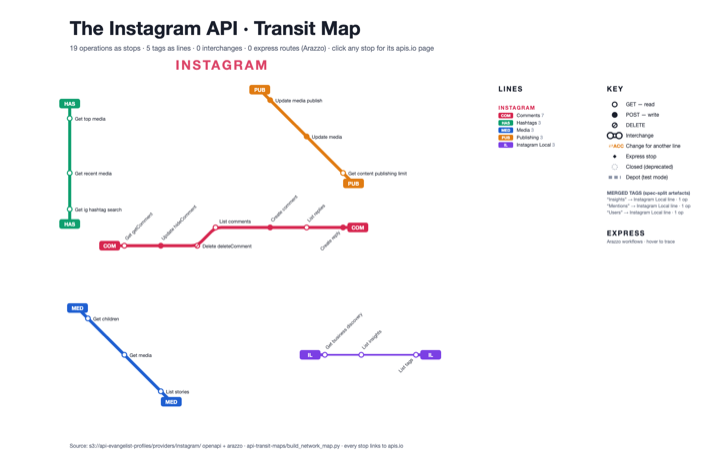 The Instagram API · Transit Map
19 operations as stops · 5 tags as lines · 0 interchanges · 0 express routes (Arazzo) · click any stop for its apis.io page
INSTAGRAM
HAS
Get top media
Get recent media
Get ig hashtag search
HAS
PUB
Update media publish
Update media
Get content publishing limit
PUB
COM
Get getComment
Update hideComment
Delete deleteComment
List comments
Create comment
List replies
Create reply
COM
MED
Get children
Get media
List stories
MED
IL
Get business discovery
List insights
List tags
IL
LINES
INSTAGRAM
COM Comments 7
HAS Hashtags 3
MED Media 3
PUB Publishing 3
IL Instagram Local 3
KEY
GET — read
POST — write
DELETE
Interchange
ACC Change for another line
Express stop
Closed (deprecated)
Depot (test mode)
MERGED TAGS (spec-split artefacts)
"Insights" → Instagram Local line · 1 op
"Mentions" → Instagram Local line · 1 op
"Users" → Instagram Local line · 1 op
EXPRESS
Arazzo workflows · hover to trace
Source: s3://api-evangelist-profiles/providers/instagram/ openapi + arazzo · api-transit-maps/build_network_map.py · every stop links to apis.io